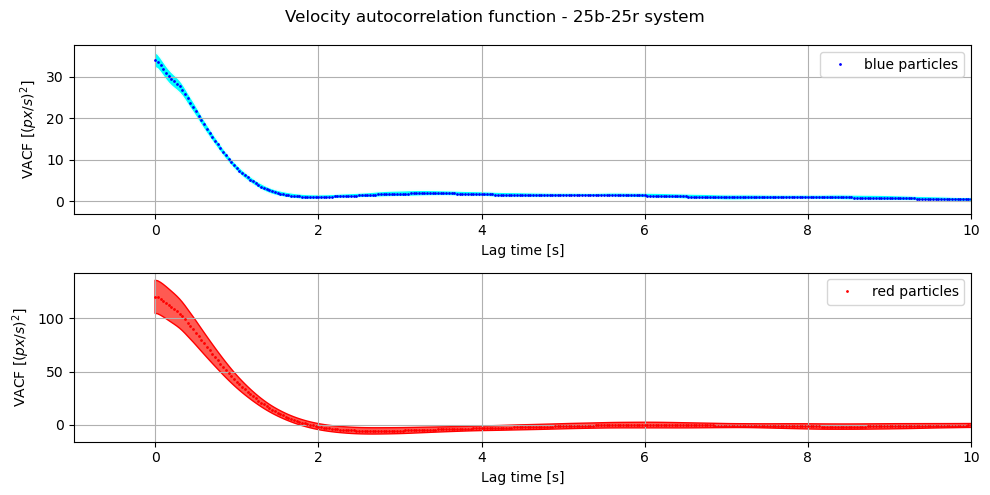 Velocity autocorrelation function - 25b-25r system
VACF [(px/s)²]
30
20
10
0
blue particles
0 2 4 6 8 10
Lag time [s]
VACF [(px/s)²]
100
50
0
red particles
0 2 4 6 8 10
Lag time [s]